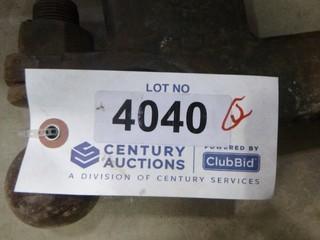 LOT NO
4040
CENTURY AUCTIONS
POWERED BY
ClubBid
A DIVISION OF CENTURY SERVICES